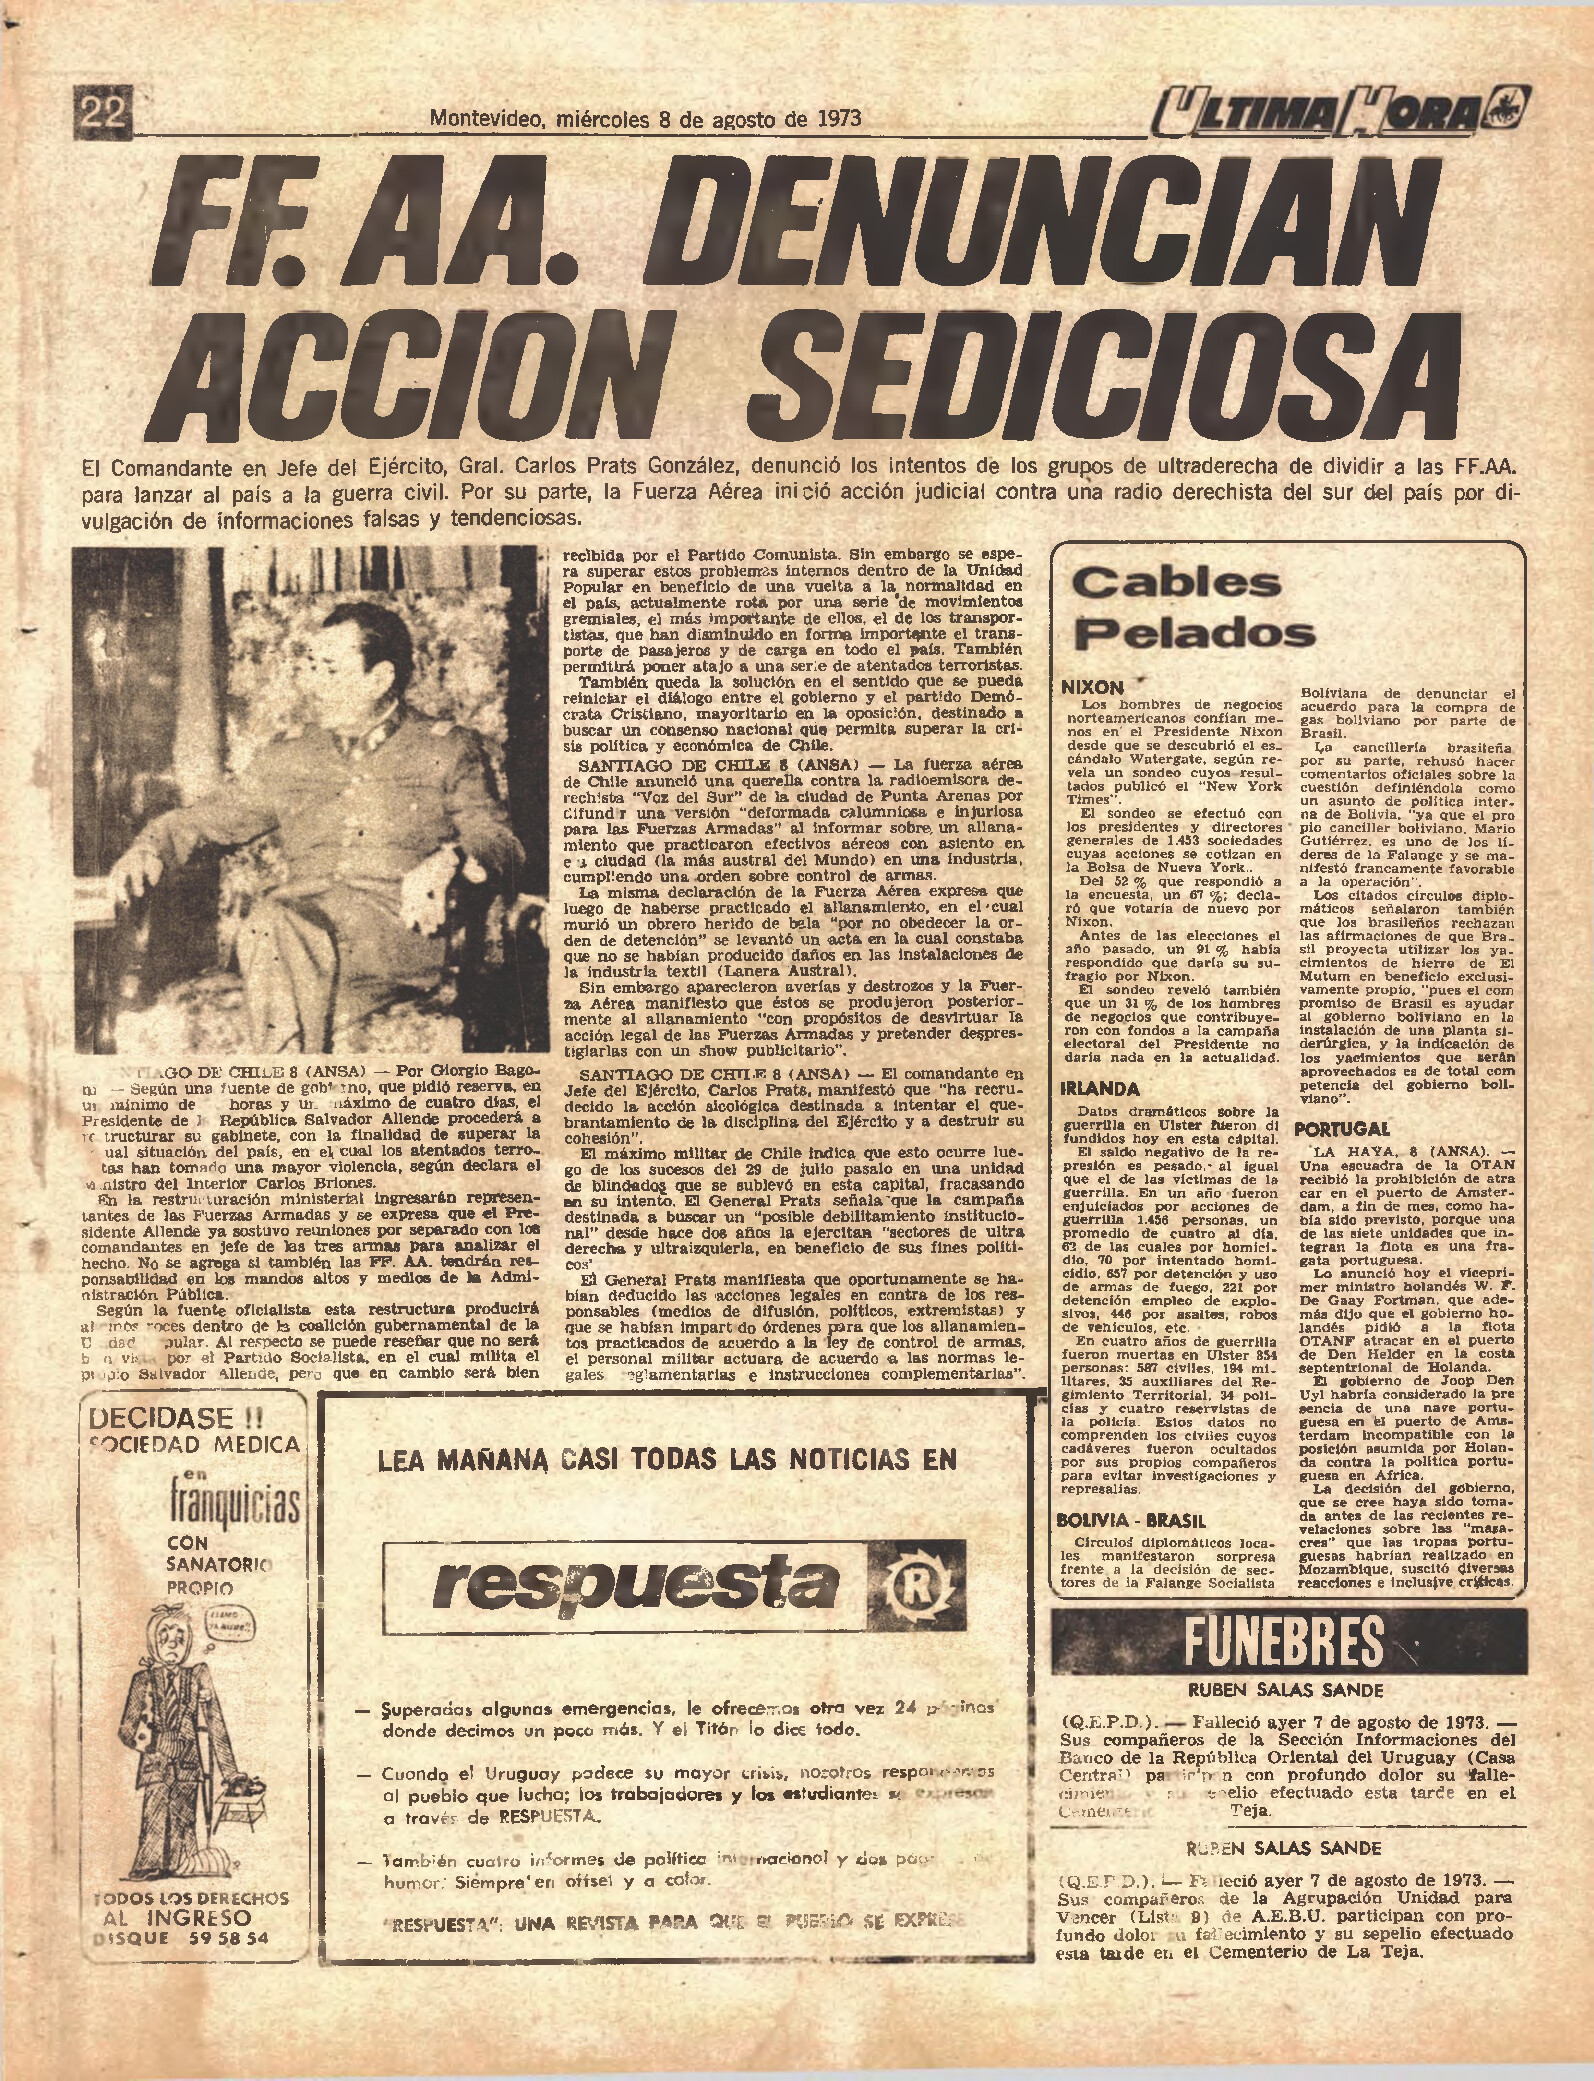 22
Montevideo, miércoles 8 de agosto de 1973
ULTIMA HORA
FF. AA. DENUNCIAN
ACCION SEDICIOSA
El Comandante en Jefe del Ejército, Gral. Carlos Prats González, denunció los intentos de los grupos de ultraderecha de dividir a las FF.AA.
para lanzar al país a la guerra civil. Por su parte, la Fuerza Aérea inició acción judicial contra una radio derechista del sur del país por di-
vulgación de informaciones falsas y tendenciosas.
AGO DE CHILE 8 (ANSA) — Por Giorgio Bago-
— Según una fuente de gobierno, que pidió reserva, en
mínimo de horas y un máximo de cuatro días, el
Presidente de República Salvador Allende procederá a
tructurar su gabinete, con la finalidad de superar la
ual situación del país, en el cual los atentados terro-
tas han tomado una mayor violencia, según declara el
nistro del Interior Carlos Briones.
En la restructuración ministerial ingresarán represen-
tantes de las Fuerzas Armadas y se expresa que el Pre-
sidente Allende ya sostuvo reuniones por separado con los
comandantes en jefe de las tres armas para analizar el
hecho. No se agrega si también las FF. AA. tendrán res-
ponsabilidad en los mandos altos y medios de la Admi-
nistración Pública.
Según la fuente oficialista esta restructura producirá
roces dentro de la coalición gubernamental de la
pular. Al respecto se puede reseñar que no será
por el Partido Socialista, en el cual milita el
propio Salvador Allende, pero que en cambio será bien
recibida por el Partido Comunista. Sin embargo se espe-
ra superar estos problemas internos dentro de la Unidad
Popular en beneficio de una vuelta a la normalidad en
el país, actualmente rota por una serie de movimientos
gremiales, el más importante de ellos, el de los transpor-
tistas, que han disminuído en forma importente el trans-
porte de pasajeros y de carga en todo el país. También
permitirá poner atajo a una serie de atentados terroristas.
También queda la solución en el sentido que se pueda
reiniciar el diálogo entre el gobierno y el partido Demó-
crata Cristiano, mayoritario en la oposición, destinado a
buscar un consenso nacional que permita superar la cri-
sis política y económica de Chile.
SANTIAGO DE CHILE 8 (ANSA) — La fuerza aérea
de Chile anunció una querella contra la radioemisora de-
rechista "Voz del Sur" de la ciudad de Punta Arenas por
difundir una versión "deformada calumniosa e injuriosa
para las Fuerzas Armadas" al informar sobre un allana-
miento que practicaron efectivos aéreos con asiento en
ciudad (la más austral del Mundo) en una industria,
cumpliendo una orden sobre control de armas.
La misma declaración de la Fuerza Aérea expresa que
luego de haberse practicado el allanamiento, en el cual
murió un obrero herido de bala "por no obedecer la or-
den de detención" se levantó un acta en la cual constaba
que no se habían producido daños en las instalaciones de
la industria textil (Lanera Austral).
Sin embargo aparecieron averías y destrozos y la Fuer-
za Aérea manifiesto que éstos se produjeron posterior-
mente al allanamiento "con propósitos de desvirtuar la
acción legal de las Fuerzas Armadas y pretender despres-
tigiarlas con un show publicitario".
SANTIAGO DE CHILE 8 (ANSA) — El comandante en
Jefe del Ejército, Carlos Prats, manifestó que "ha recru-
decido la acción sicológica destinada a intentar el que-
brantamiento de la disciplina del Ejército y a destruir su
cohesión".
El máximo militar de Chile indica que esto ocurre lue-
go de los sucesos del 29 de julio pasalo en una unidad
de blindados que se sublevó en esta capital, fracasando
en su intento. El General Prats señala que la campaña
destinada a buscar un "posible debilitamiento institucio-
nal" desde hace dos años la ejercitan "sectores de ultra
derecha y ultraizquierla, en beneficio de sus fines políti-
cos'
El General Prats manifiesta que oportunamente se ha-
bían deducido las acciones legales en contra de los res-
ponsables (medios de difusión, políticos, extremistas) y
que se habían impartido órdenes para que los allanamien-
tos practicados de acuerdo a la ley de control de armas,
el personal militar actuara de acuerdo a las normas le-
gales reglamentarias e instrucciones complementarias".
Cables
Pelados
NIXON
Los hombres de negocios
norteamericanos confían me-
nos en el Presidente Nixon
desde que se descubrió el es-
cándalo Watergate, según re-
vela un sondeo cuyos resul-
tados publicó el "New York
Times".
El sondeo se efectuó con
los presidentes y directores
generales de 1.453 sociedades
cuyas acciones se cotizan en
la Bolsa de Nueva York..
Del 52 % que respondió a
la encuesta, un 67 %; decla-
ró que votaría de nuevo por
Nixon.
Antes de las elecciones el
año pasado, un 91 % había
respondido que daría su su-
fragio por Nixon.
El sondeo reveló también
que un 31 % de los hombres
de negocios que contribuye-
ron con fondos a la campaña
electoral del Presidente no
daría nada en la actualidad.
IRLANDA
Datos dramáticos sobre la
guerrilla en Ulster fueron di
fundidos hoy en esta cápital.
El saldo negativo de la re-
presión es pesado, al igual
que el de las víctimas de la
guerrilla. En un año fueron
enjuiciados por acciones de
guerrilla 1.456 personas, un
promedio de cuatro al día,
62 de las cuales por homici-
dio, 70 por intentado homi-
cidio, 657 por detención y uso
de armas de fuego, 221 por
detención empleo de explo-
sivos, 446 por asaltes, robos
de vehículos, etc.
En cuatro años de guerrilla
fueron muertas en Ulster 854
personas: 587 civiles, 194 mi-
litares, 35 auxiliares del Re-
gimiento Territorial, 34 poli-
cías y cuatro reservistas de
la policía. Estos datos no
comprenden los civiles cuyos
cadáveres fueron ocultados
por sus propios compañeros
para evitar investigaciones y
represalias.
BOLIVIA - BRASIL
Círculos diplomáticos loca-
les manifestaron sorpresa
frente a la decisión de sec-
tores de la Falange Socialista
Boliviana de denunciar el
acuerdo para la compra de
gas boliviano por parte de
Brasil.
La cancillería brasileña
por su parte, rehusó hacer
comentarios oficiales sobre la
cuestión definiéndola como
un asunto de política inter-
na de Bolivia, "ya que el pro
pio canciller boliviano, Mario
Gutiérrez, es uno de los lí-
deres de la Falange y se ma-
nifestó francamente favorable
a la operación".
Los citados círculos diplo-
máticos señalaron también
que los brasileños rechazan
las afirmaciones de que Bra-
sil proyecta utilizar los ya-
cimientos de hierro de El
Mutum en beneficio exclusi-
vamente propio, "pues el com
promiso de Brasil es ayudar
al gobierno boliviano en la
instalación de una planta si-
derúrgica, y la indicación de
los yacimientos que serán
aprovechados es de total com
petencia del gobierno boli-
viano".
PORTUGAL
LA HAYA, 8 (ANSA). —
Una escuadra de la OTAN
recibió la prohibición de atra
car en el puerto de Amster-
dam, a fin de mes, como ha-
bía sido previsto, porque una
de las siete unidades que in-
tegran la flota es una fra-
gata portuguesa.
Lo anunció hoy el vicepri-
mer ministro holandés W. F.
De Gaay Fortman, que ade-
más dijo que el gobierno ho-
landés pidió a la flota
OTANF atracar en el puerto
de Den Helder en la costa
septentrional de Holanda.
El gobierno de Joop Den
Uyl habría considerado la pre
sencia de una nave portu-
guesa en el puerto de Ams-
terdam incompatible con la
posición asumida por Holan-
da contra la política portu-
guesa en Africa.
La decisión del gobierno,
que se cree haya sido toma-
da antes de las recientes re-
velaciones sobre las "masa-
cres" que las tropas portu-
guesas habrían realizado en
Mozambique, suscitó diversas
reacciones e inclusive críticas.
DECIDASE !!
SOCIEDAD MEDICA
en
franquicias
CON
SANATORIO
PROPIO
TODOS LOS DERECHOS
AL INGRESO
DISQUE 59 58 54
LEA MAÑANA CASI TODAS LAS NOTICIAS EN
respuesta R
— Superadas algunas emergencias, le ofrecemos otra vez 24 páginas
donde decimos un poco más. Y el Titán lo dice todo.
— Cuando el Uruguay padece su mayor crisis, nosotros respondemos
al pueblo que lucha; los trabajadores y los estudiantes se expresan
a través de RESPUESTA.
— También cuatro informes de política internacional y dos
humor. Siempre en offset y a color.
"RESPUESTA": UNA REVISTA PARA QUE EL PUEBLO SE EXPRESE
FUNEBRES
RUBEN SALAS SANDE
(Q.E.P.D.). — Falleció ayer 7 de agosto de 1973. —
Sus compañeros de la Sección Informaciones del
Banco de la República Oriental del Uruguay (Casa
Central) participan con profundo dolor su falle-
cimiento y su sepelio efectuado esta tarde en el
Cementerio Teja.
RUBEN SALAS SANDE
(Q.E.P.D.). — Falleció ayer 7 de agosto de 1973. —
Sus compañeros de la Agrupación Unidad para
Vencer (Lista 9) de A.E.B.U. participan con pro-
fundo dolor su fallecimiento y su sepelio efectuado
esta tarde en el Cementerio de La Teja.